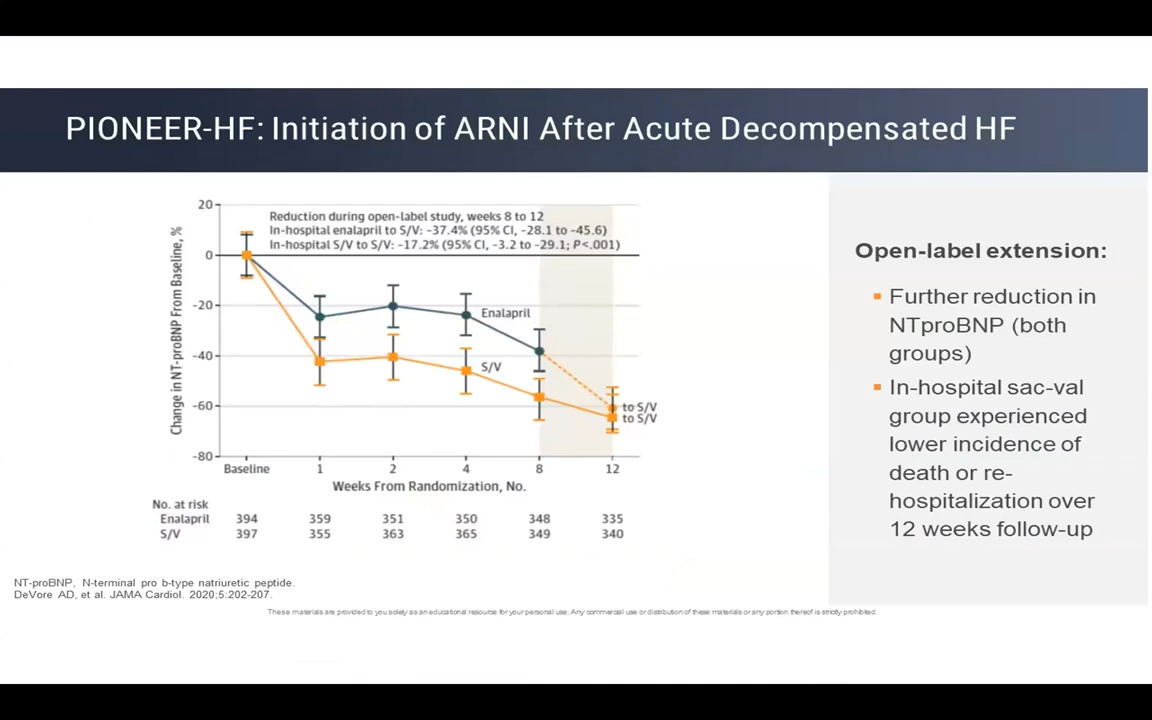 PIONEER-HF: Initiation of ARNI After Acute Decompensated HF
Change in NT-proBNP From Baseline, %
20
0
-20
-40
-60
-80
Reduction during open-label study, weeks 8 to 12
In-hospital enalapril to S/V: -37.4% (95% CI, -28.1 to -45.6)
In-hospital S/V to S/V: -17.2% (95% CI, -3.2 to -29.1; P<.001)
Enalapril
S/V
to S/V
to S/V
Baseline 1 2 4 8 12
Weeks From Randomization, No.
No. at risk
Enalapril 394 359 351 350 348 335
S/V 397 355 363 365 349 340
Open-label extension:
Further reduction in
NTproBNP (both
groups)
In-hospital sac-val
group experienced
lower incidence of
death or re-
hospitalization over
12 weeks follow-up
NT-proBNP, N-terminal pro b-type natriuretic peptide.
DeVore AD, et al. JAMA Cardiol. 2020;5:202-207.
These materials are provided to you solely as an educational resource for your personal use. Any commercial use or distribution of these materials or any portion thereof is strictly prohibited.